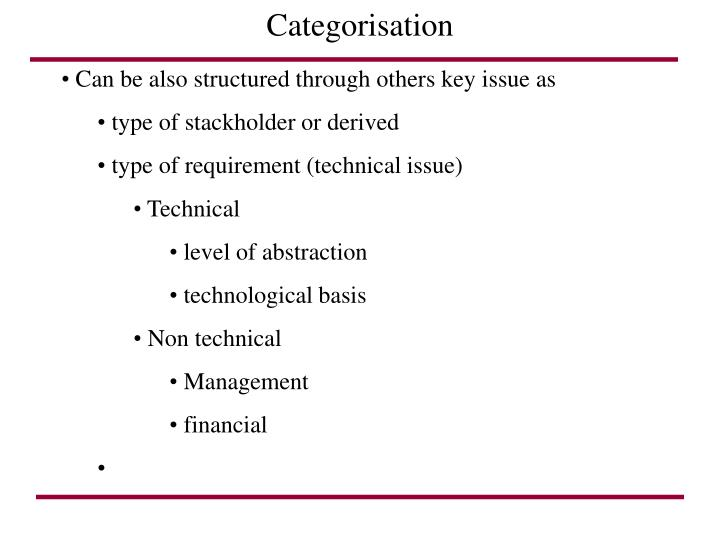 Categorisation
• Can be also structured through others key issue as
• type of stackholder or derived
• type of requirement (technical issue)
• Technical
• level of abstraction
• technological basis
• Non technical
• Management
• financial
•